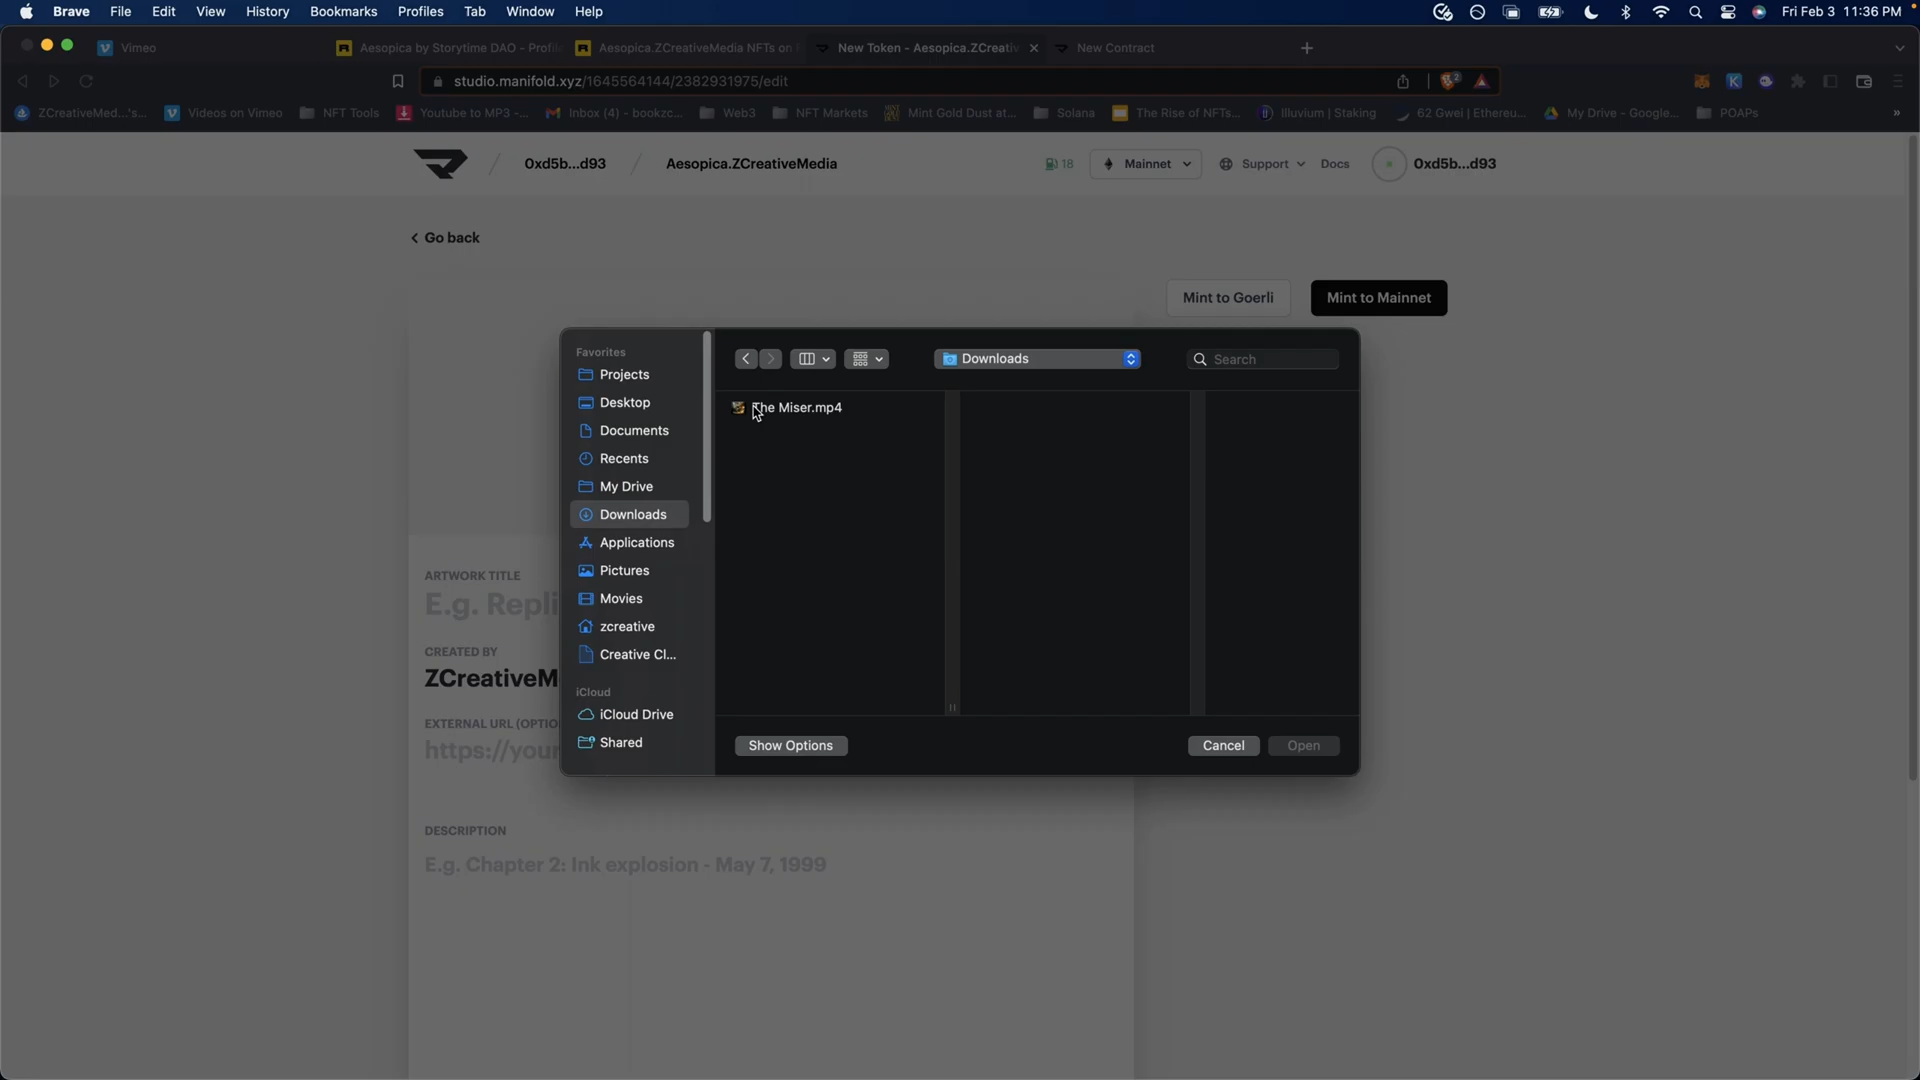 Brave File Edit View History Bookmarks Profiles Tab Window Help Fri Feb 3 11:36 PM
Vimeo Aesopica by Storytime DAO - Profil Aesopica.ZCreativeMedia NFTs on New Token - Aesopica.ZCreativ New Contract
studio.manifold.xyz/1645564144/2382931975/edit 2
ZCreativeMed...'s... Videos on Vimeo NFT Tools Youtube to MP3 -... Inbox (4) - bookzc... Web3 NFT Markets Mint Gold Dust at... Solana The Rise of NFTs... Illuvium | Staking 62 Gwei | Ethereu... My Drive - Google... POAPs »
/ 0xd5b...d93 / Aesopica.ZCreativeMedia 18 Mainnet Support Docs 0xd5b...d93
Go back
Mint to Goerli Mint to Mainnet
Favorites
Downloads Search
Projects
The Miser.mp4
Desktop
Documents
Recents
My Drive
Downloads
Applications
Pictures
Movies
zcreative
Creative Cl...
iCloud
iCloud Drive
Shared
Show Options Cancel Open
ARTWORK TITLE
E.g. Repli
CREATED BY
ZCreativeM
EXTERNAL URL (OPTIO
https://your
DESCRIPTION
E.g. Chapter 2: Ink explosion - May 7, 1999